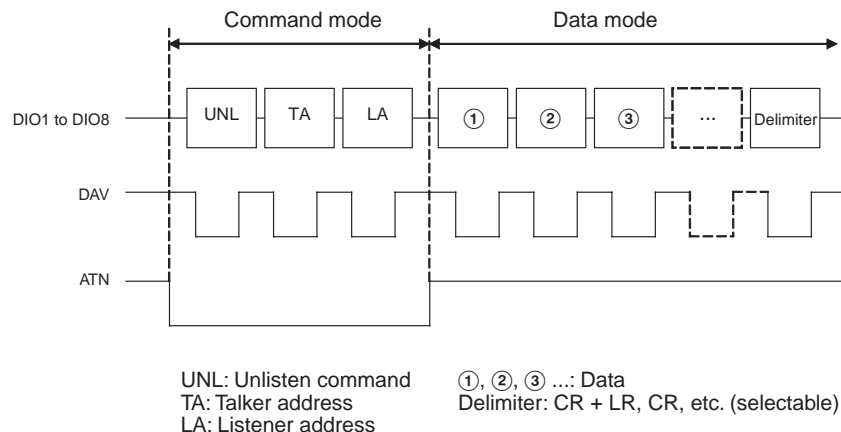 Command mode Data mode
DIO1 to DIO8 UNL TA LA ① ② ③ ... Delimiter
DAV
ATN
UNL: Unlisten command
TA: Talker address
LA: Listener address
①, ②, ③ ...: Data
Delimiter: CR + LR, CR, etc. (selectable)